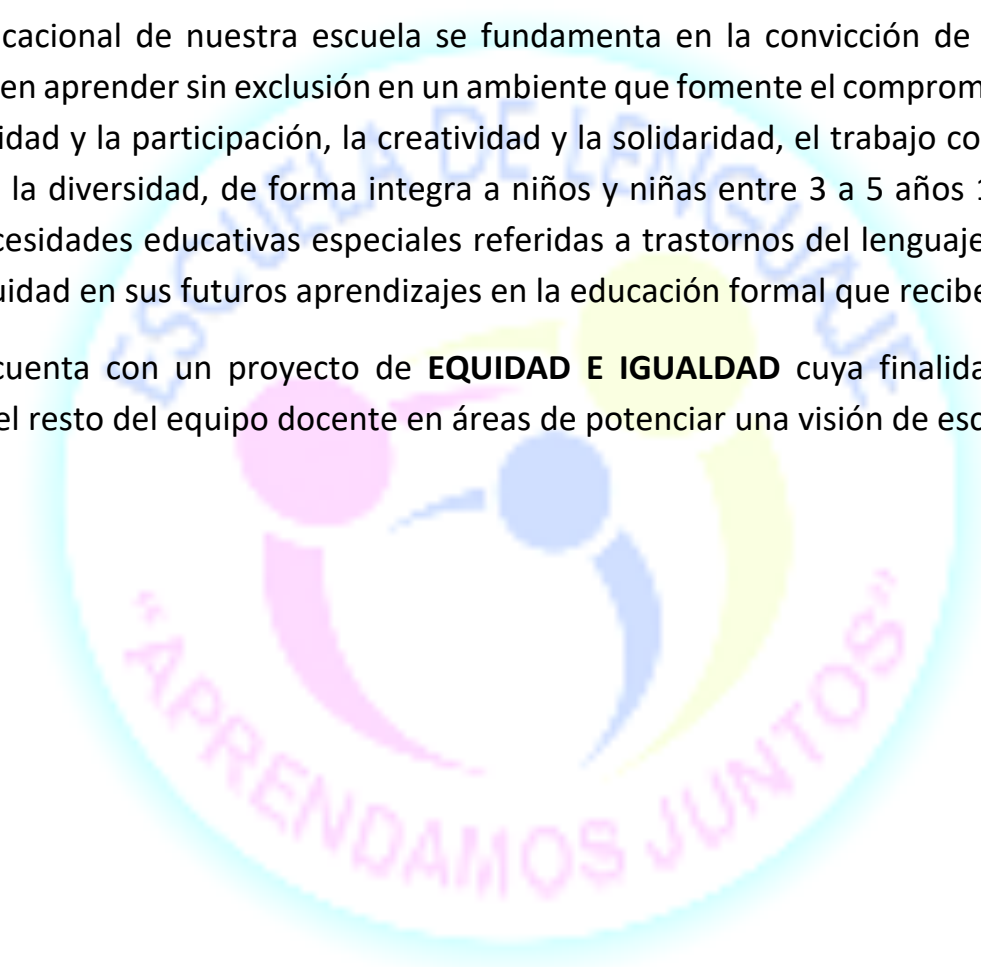 cacional de nuestra escuela se fundamenta en la convicción de
en aprender sin exclusión en un ambiente que fomente el comprom
idad y la participación, la creatividad y la solidaridad, el trabajo co
la diversidad, de forma integra a niños y niñas entre 3 a 5 años 1
cesidades educativas especiales referidas a trastornos del lenguaje
uidad en sus futuros aprendizajes en la educación formal que recibe
cuenta con un proyecto de EQUIDAD E IGUALDAD cuya finalida
el resto del equipo docente en áreas de potenciar una visión de esc
ESCUELA DE LENGUAJE
"APRENDAMOS JUNTOS"